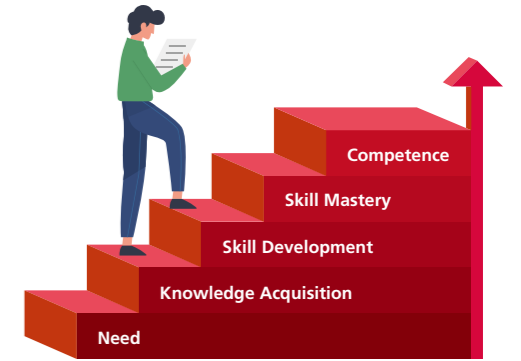 Competence
Skill Mastery
Skill Development
Knowledge Acquisition
Need